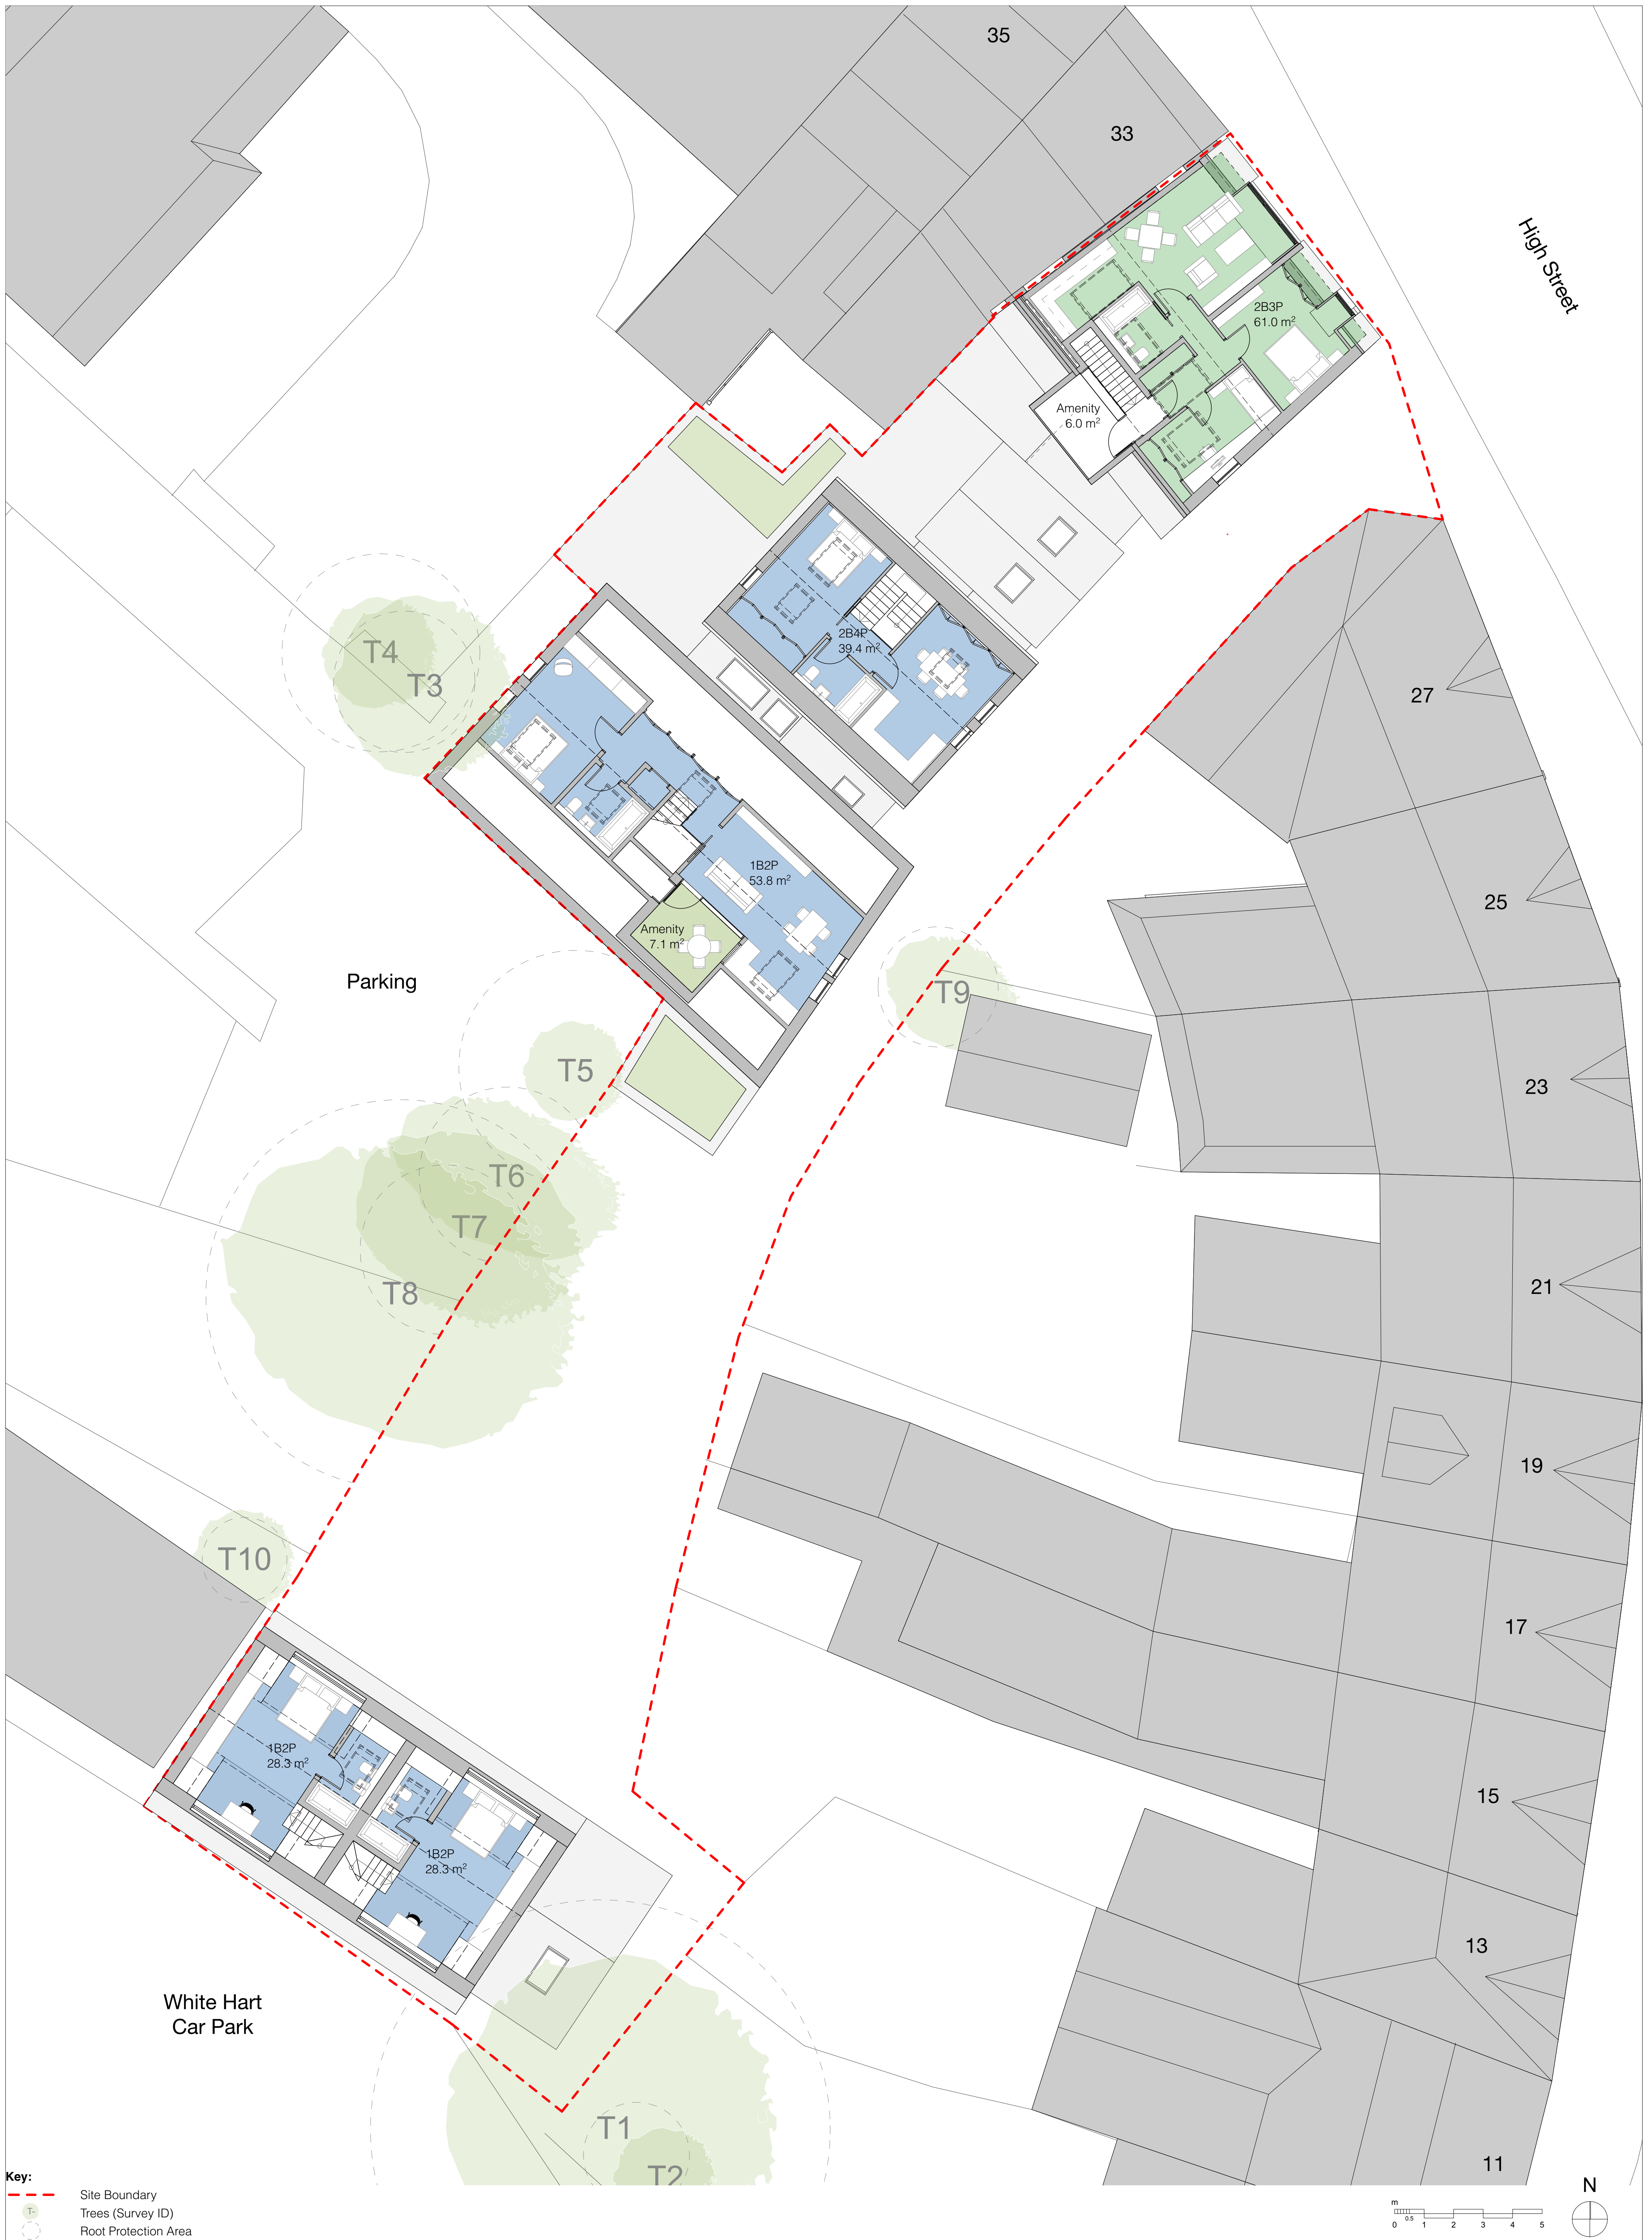 35
33
High Street
2B3P
61.0 m²
Amenity
6.0 m²
2B4P
39.4 m²
T4
T3
27
1B2P
53.8 m²
25
Amenity
7.1 m²
Parking
T9
T5
23
T6
T7
T8
21
19
T10
17
1B2P
28.3 m²
15
1B2P
28.3 m²
13
White Hart
Car Park
T1
T2
11
Key:
Site Boundary
T-
Trees (Survey ID)
Root Protection Area
m
0 0.5 1 2 3 4 5
N